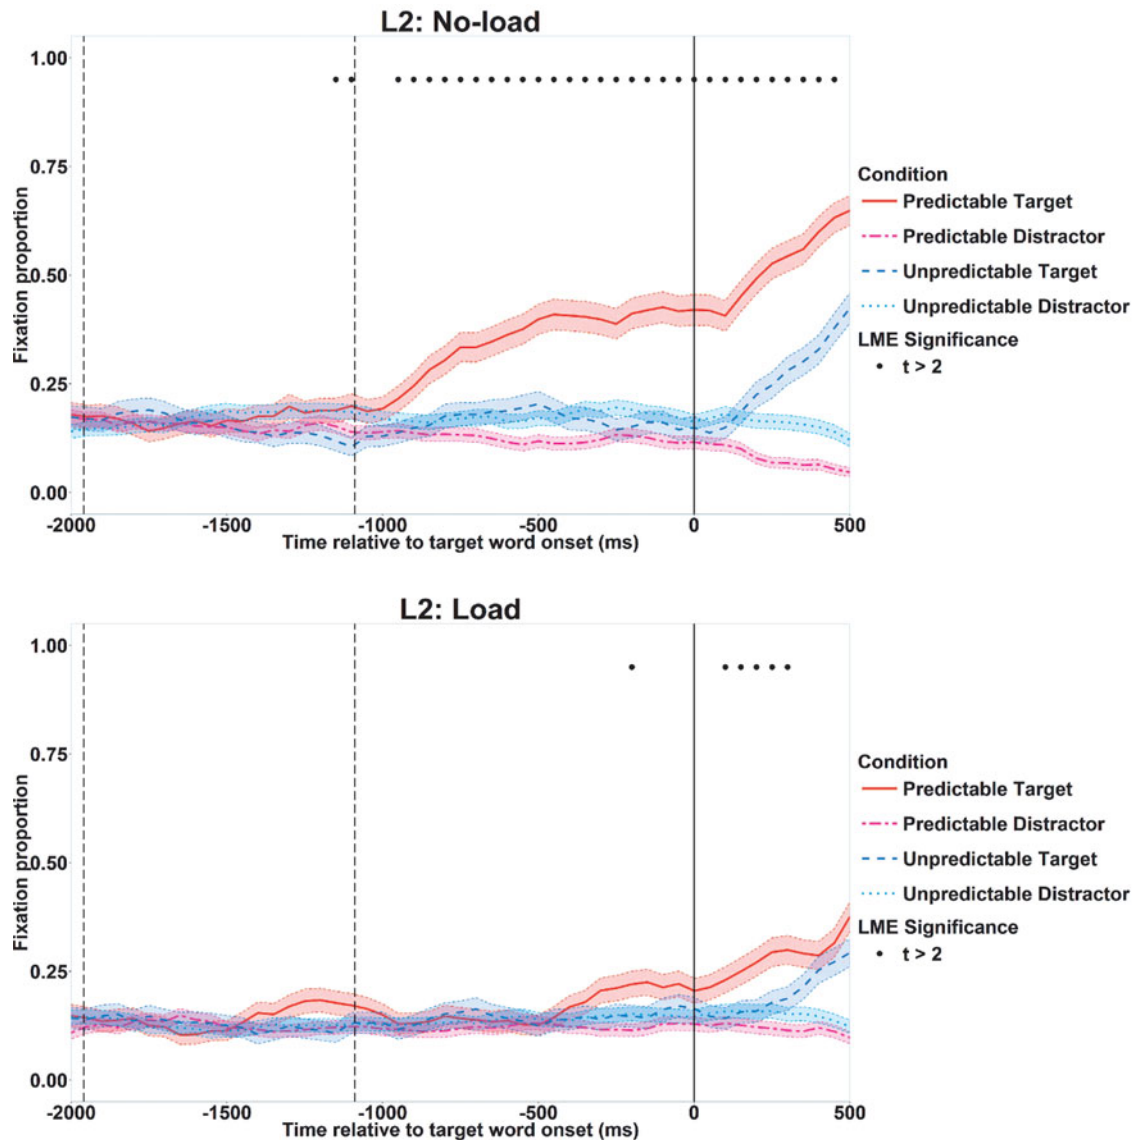 L2: No-load
1.00
0.75
0.50
0.25
0.00
Fixation proportion
-2000 -1500 -1000 -500 0 500
Time relative to target word onset (ms)
Condition
Predictable Target
Predictable Distractor
Unpredictable Target
Unpredictable Distractor
LME Significance
t > 2
L2: Load
1.00
0.75
0.50
0.25
0.00
Fixation proportion
-2000 -1500 -1000 -500 0 500
Time relative to target word onset (ms)
Condition
Predictable Target
Predictable Distractor
Unpredictable Target
Unpredictable Distractor
LME Significance
t > 2